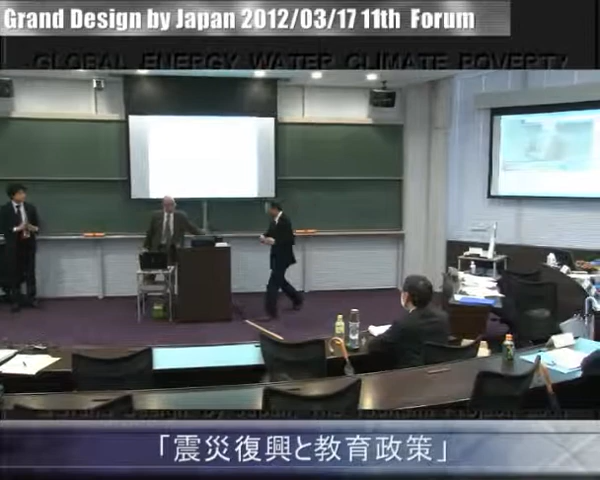 Grand Design by Japan 2012/03/17 11th Forum
GLOBAL ENERGY WATER CLIMATE POVERTY
「震災復興と教育政策」